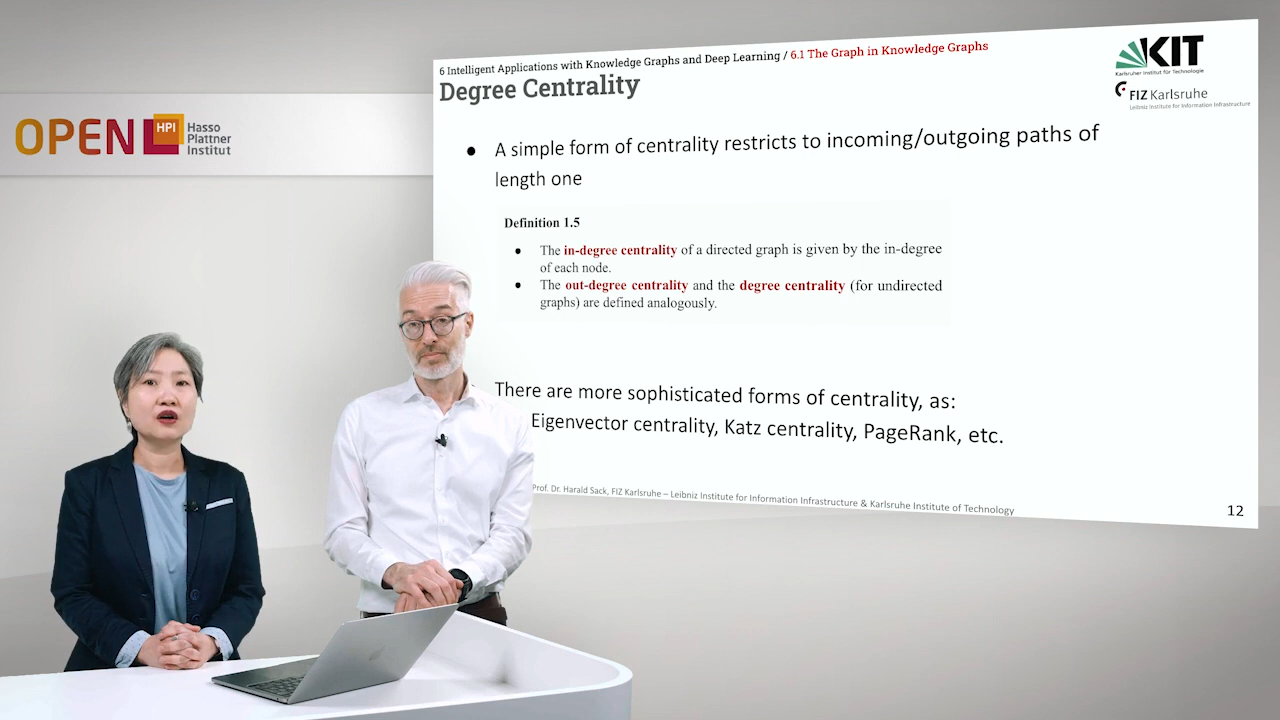 OPEN HPI Hasso
Plattner
Institut
6 Intelligent Applications with Knowledge Graphs and Deep Learning / 6.1 The Graph in Knowledge Graphs
Degree Centrality
KIT
Karlsruher Institut für Technologie
FIZ Karlsruhe
Leibniz Institute for Information Infrastructure
● A simple form of centrality restricts to incoming/outgoing paths of
length one
Definition 1.5
● The in-degree centrality of a directed graph is given by the in-degree
of each node.
● The out-degree centrality and the degree centrality (for undirected
graphs) are defined analogously.
There are more sophisticated forms of centrality, as:
Eigenvector centrality, Katz centrality, PageRank, etc.
Prof. Dr. Harald Sack, FIZ Karlsruhe – Leibniz Institute for Information Infrastructure & Karlsruhe Institute of Technology
12